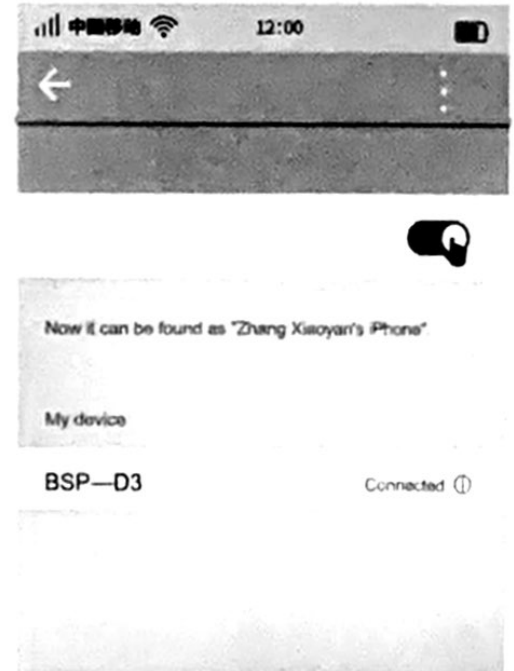 中国移动 12:00
Now it can be found as "Zhang Xiaoyan's iPhone".
My device
BSP—D3 Connected